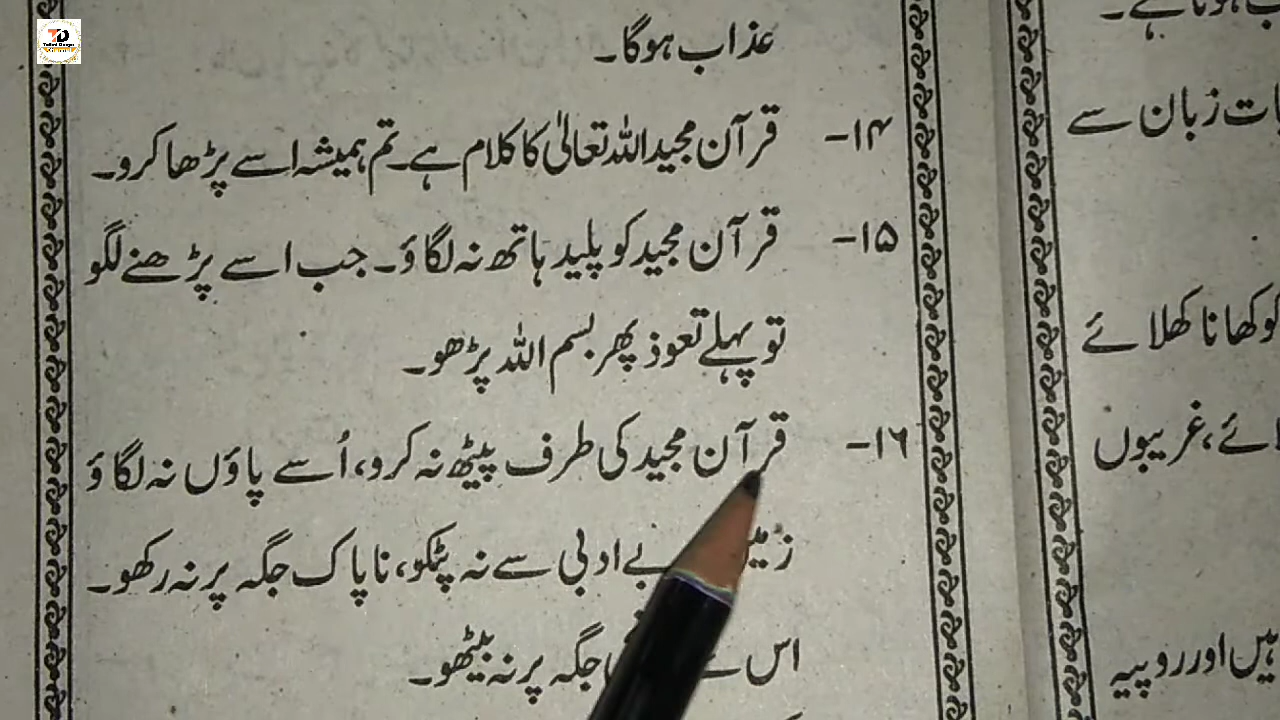 عذاب ہوگا۔
۱۴- قرآن مجید اللہ تعالیٰ کا کلام ہے۔ تم ہمیشہ اسے پڑھا کرو۔
۱۵- قرآن مجید کو پلید ہاتھ نہ لگاؤ۔ جب اسے پڑھنے لگو
تو پہلے تعوذ پھر بسم اللہ پڑھو۔
۱۶- قرآن مجید کی طرف پیٹھ نہ کرو، اُسے پاؤں نہ لگاؤ
بے ادبی سے نہ پٹکو، ناپاک جگہ پر نہ رکھو۔
اس جگہ پر نہ بیٹھو۔
زبان سے
کو کھانا کھلائے
غریبوں
ہیں اور روپیہ